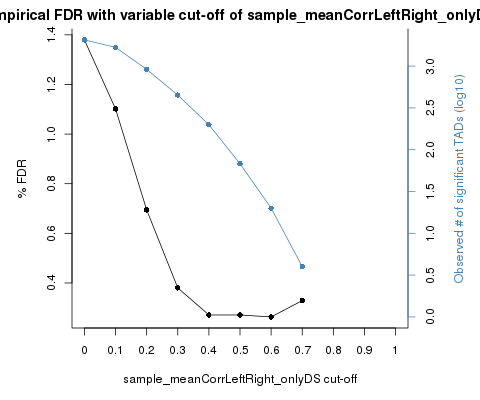 mpirical FDR with variable cut-off of sample_meanCorrLeftRight_onlyD
% FDR
1.4
1.2
1.0
0.8
0.6
0.4
3.0
2.5
2.0
1.5
1.0
0.5
0.0
Observed # of significant TADs (log10)
0 0.1 0.2 0.3 0.4 0.5 0.6 0.7 0.8 0.9 1
sample_meanCorrLeftRight_onlyDS cut-off